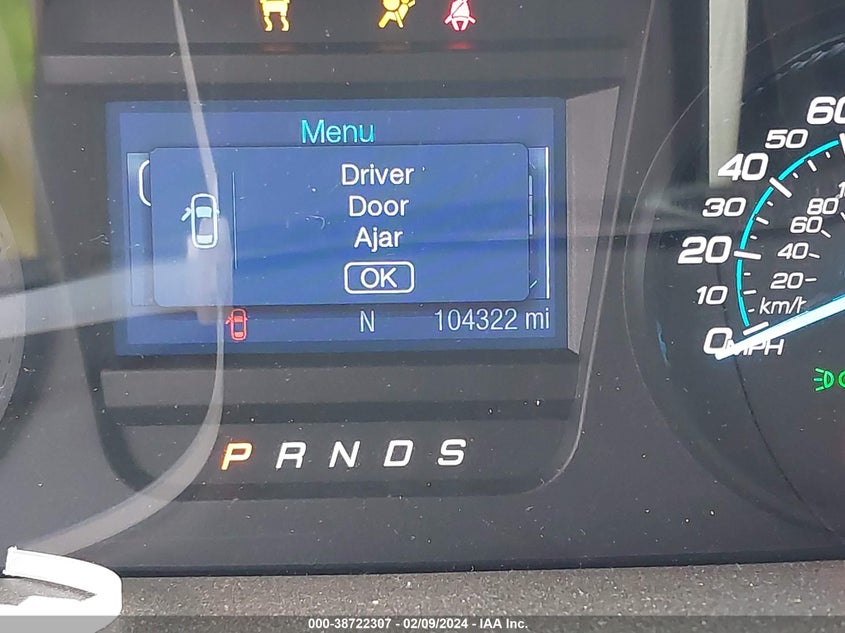 Menu
Driver
Door
Ajar
OK
N 104322 mi
P R N D S
60
50
40
30
20
10
0
MPH
80
60
40
20
km/h
000-38722307 - 02/09/2024 - IAA Inc.